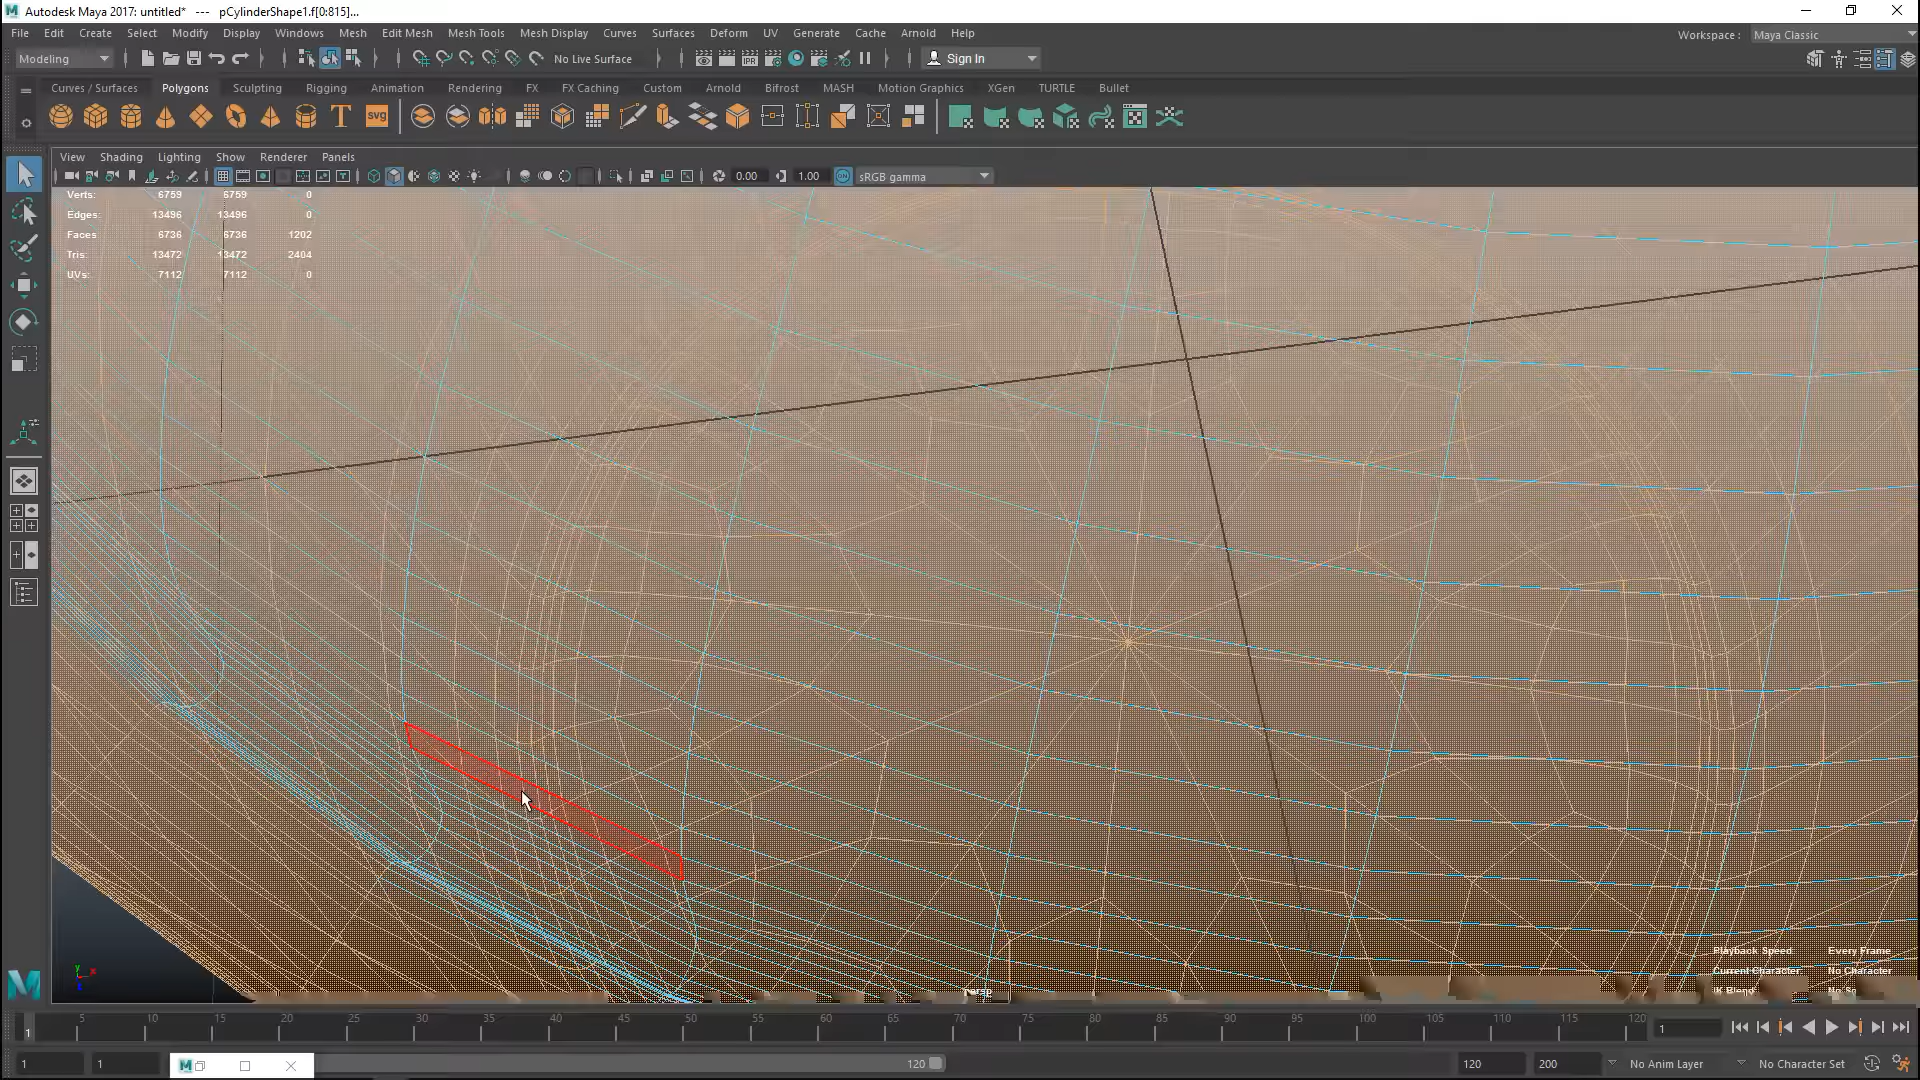 Autodesk Maya 2017: untitled* --- pCylinderShape1.f[0:815]...
File Edit Create Select Modify Display Windows Mesh Edit Mesh Mesh Tools Mesh Display Curves Surfaces Deform UV Generate Cache Arnold Help
Workspace : Maya Classic
Modeling No Live Surface Sign In
Curves / Surfaces Polygons Sculpting Rigging Animation Rendering FX FX Caching Custom Arnold Bifrost MASH Motion Graphics XGen TURTLE Bullet
View Shading Lighting Show Renderer Panels
0.00 1.00 sRGB gamma
Verts: 6759 6759 0
Edges: 13496 13496 0
Faces 6736 6736 1202
Tris: 13472 13472 2404
UVs: 7112 7112 0
Playback Speed Every Frame
Current Character: No Character
IK Blend
persp
1 5 10 15 20 25 30 35 40 45 50 55 60 65 70 75 80 85 90 95 100 105 110 115 120 1
1 1 120 120 200 No Anim Layer No Character Set